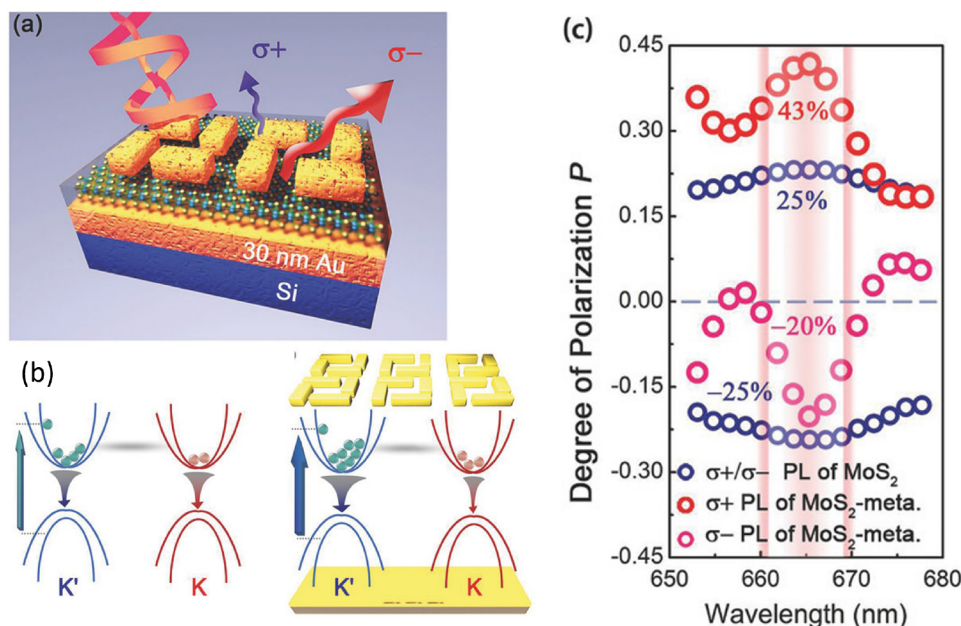 (a)
σ+
σ−
30 nm Au
Si
(b)
K'
K
K'
K
(c)
Degree of Polarization P
0.45
0.30
0.15
0.00
-0.15
-0.30
-0.45
43%
25%
−20%
−25%
σ+/σ− PL of MoS₂
σ+ PL of MoS₂-meta.
σ− PL of MoS₂-meta.
650
660
670
680
Wavelength (nm)